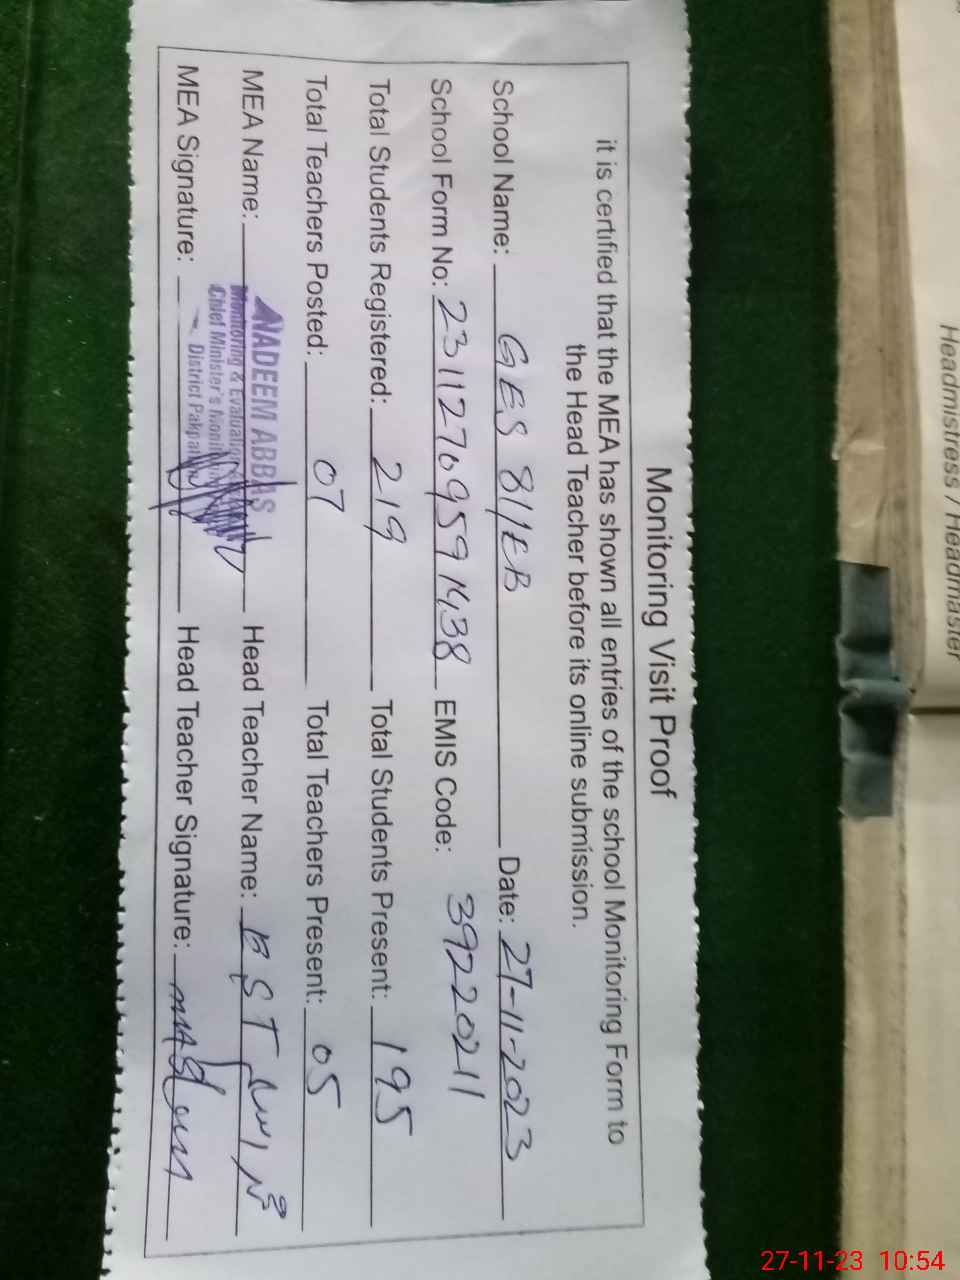 Monitoring Visit Proof
it is certified that the MEA has shown all entries of the school Monitoring Form to
the Head Teacher before its online submission.
School Name: GES 811EB Date: 27-11-2023
School Form No: 23112709591438 EMIS Code: 39220211
Total Students Registered: 219 Total Students Present: 195
Total Teachers Posted: 07 Total Teachers Present: 05
MEA Name: NADEEM ABBAS Head Teacher Name:
Monitoring & Evaluation
Chief Minister's Monitoring
District Pakpattan
MEA Signature: Head Teacher Signature:
Headmistress / Headmaster
27-11-23 10:54